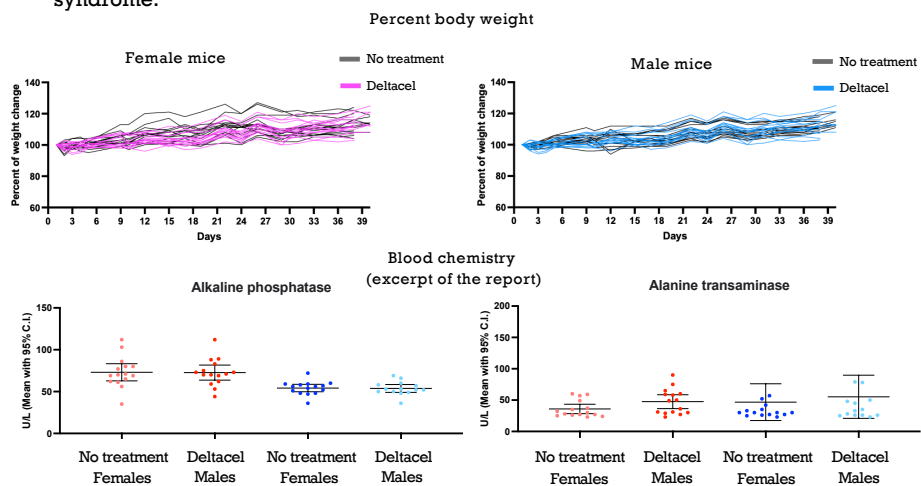 syndrome.
Percent body weight
Female mice
No treatment
Deltacel
Percent of weight change
140
120
100
80
60
0 3 6 9 12 15 18 21 24 27 30 33 36 39
Days
Male mice
No treatment
Deltacel
Percent of weight change
140
120
100
80
60
0 3 6 9 12 15 18 21 24 27 30 33 36 39
Days
Blood chemistry
(excerpt of the report)
Alkaline phosphatase
U/L (Mean with 95% C.I.)
150
100
50
0
No treatment Females
Deltacel Males
No treatment Females
Deltacel Males
Alanine transaminase
U/L (Mean with 95% C.I.)
200
150
100
50
0
No treatment Females
Deltacel Males
No treatment Females
Deltacel Males